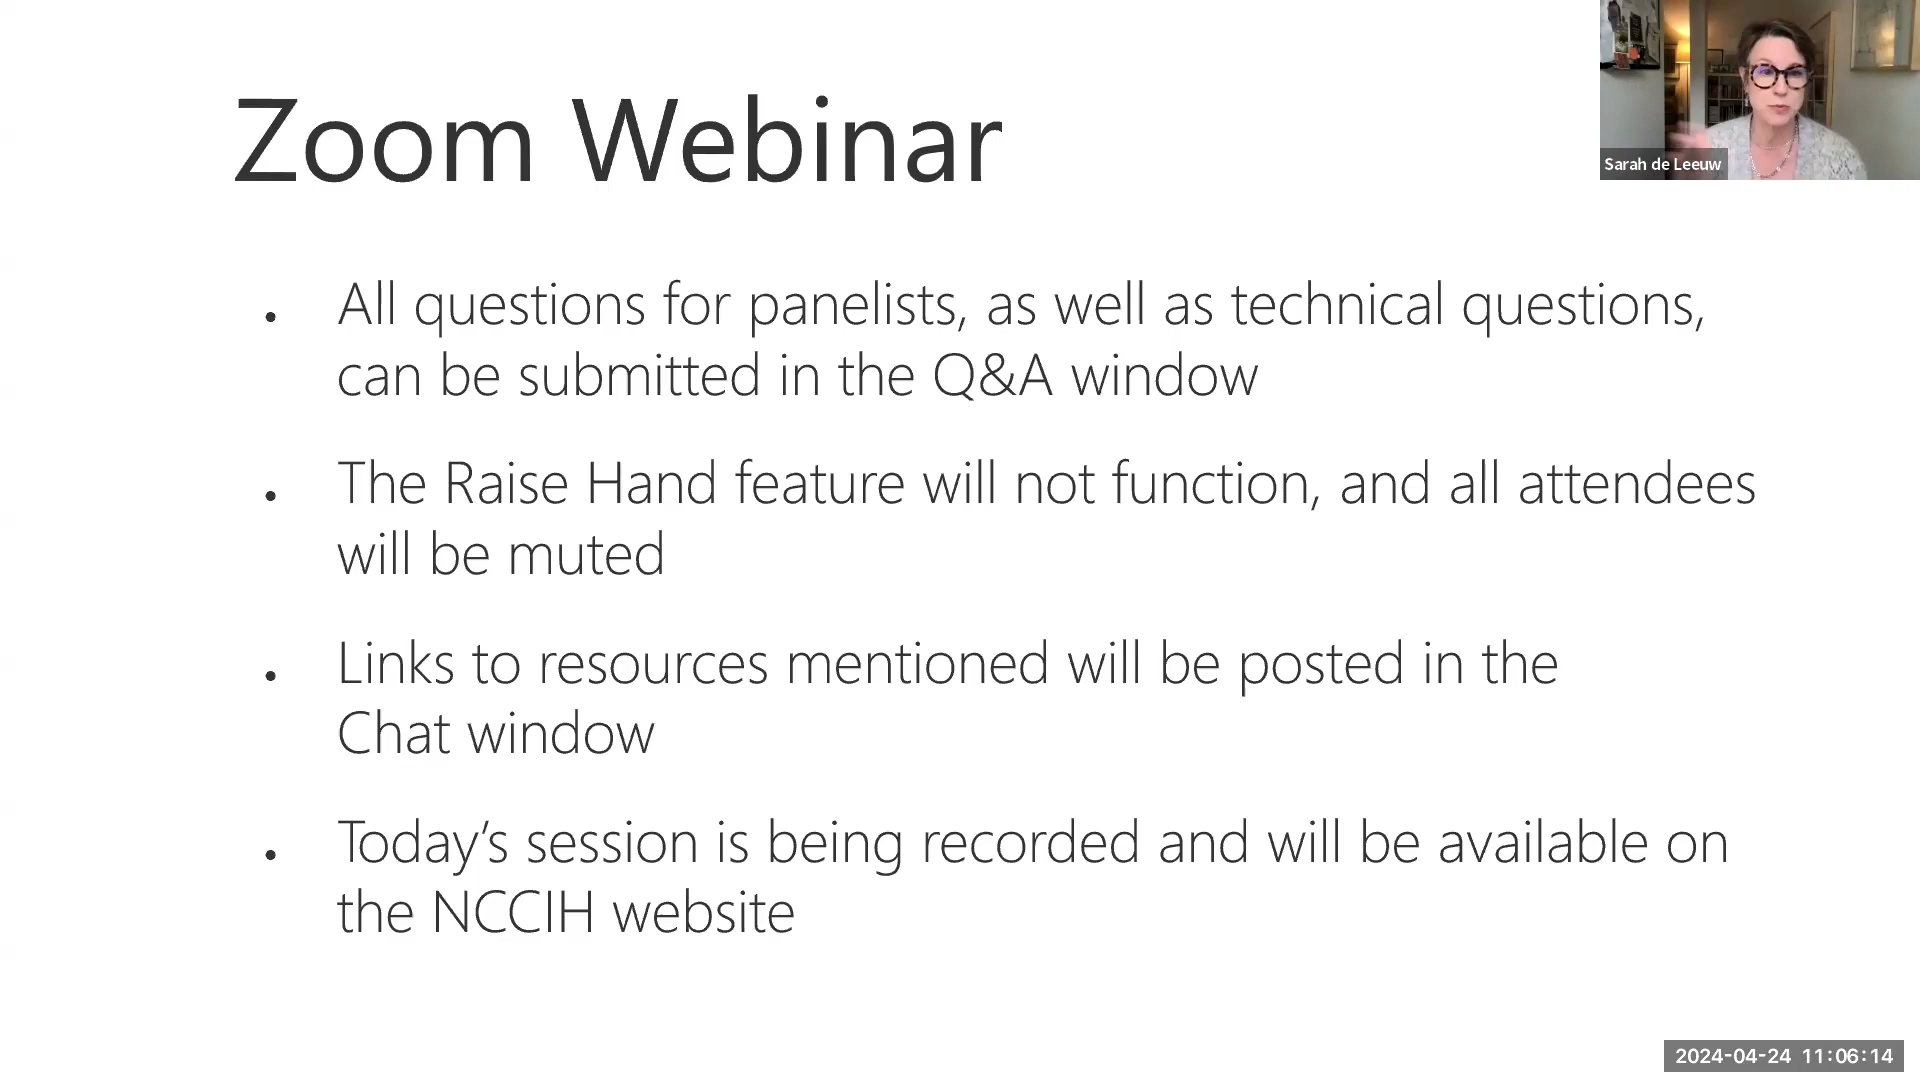 Zoom Webinar
Sarah de Leeuw
• All questions for panelists, as well as technical questions,
can be submitted in the Q&A window
• The Raise Hand feature will not function, and all attendees
will be muted
• Links to resources mentioned will be posted in the
Chat window
• Today’s session is being recorded and will be available on
the NCCIH website
2024-04-24 11:06:14